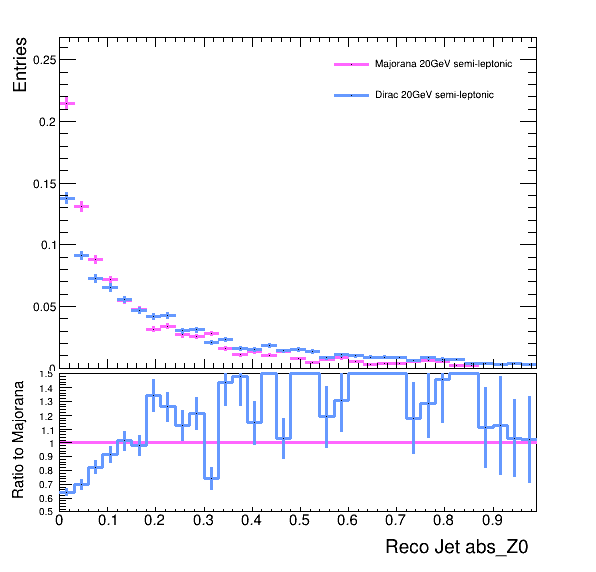 Entries
0.25
0.2
0.15
0.1
0.05
0
Majorana 20GeV semi-leptonic
Dirac 20GeV semi-leptonic
Ratio to Majorana
1.5
1.4
1.3
1.2
1.1
1
0.9
0.8
0.7
0.6
0.5
0 0.1 0.2 0.3 0.4 0.5 0.6 0.7 0.8 0.9
Reco Jet abs_Z0